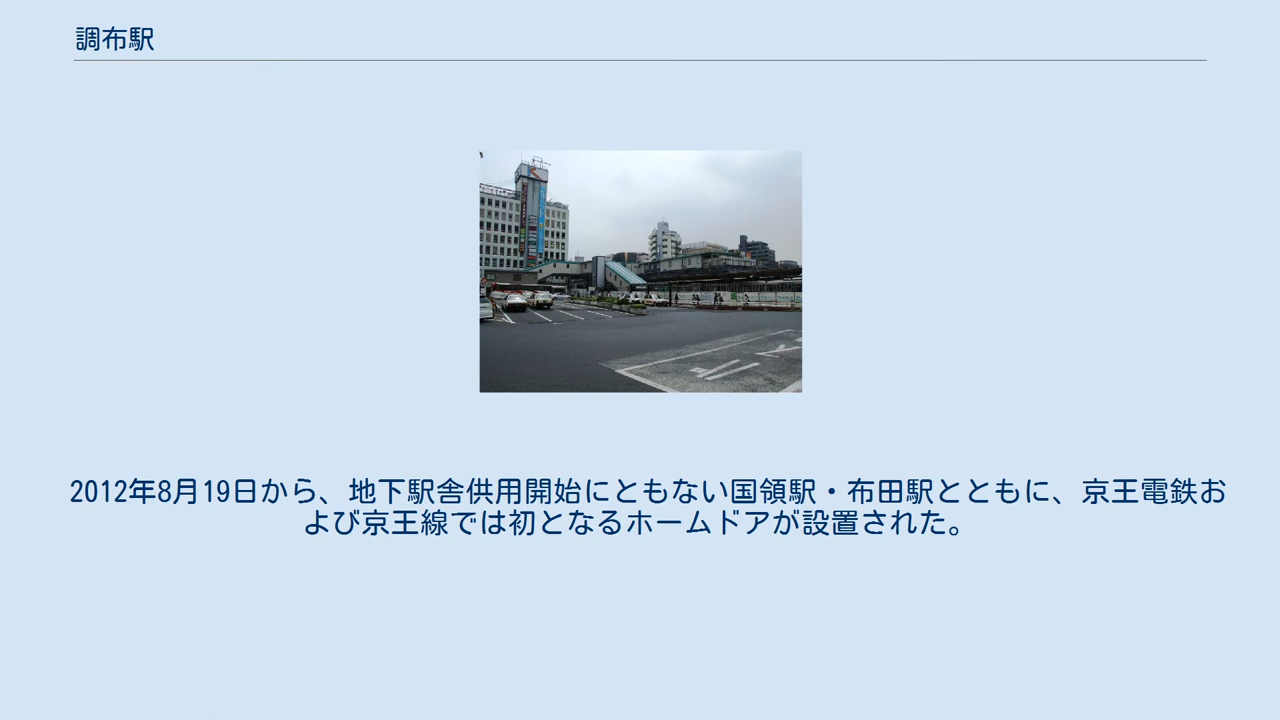 調布駅
2012年8月19日から、地下駅舎供用開始にともない国領駅・布田駅とともに、京王電鉄お
よび京王線では初となるホームドアが設置された。